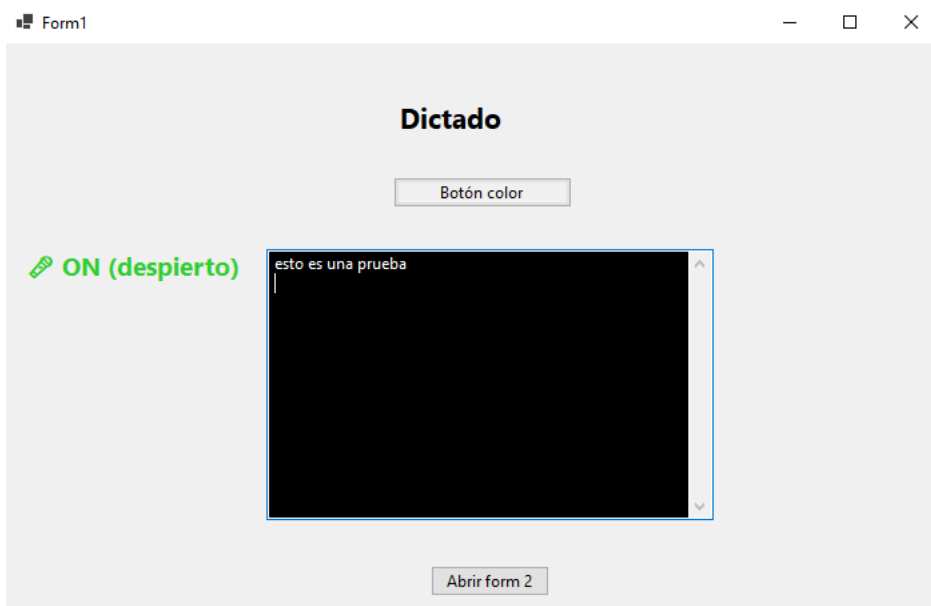 Form1
Dictado
Botón color
ON (despierto)
esto es una prueba
Abrir form 2